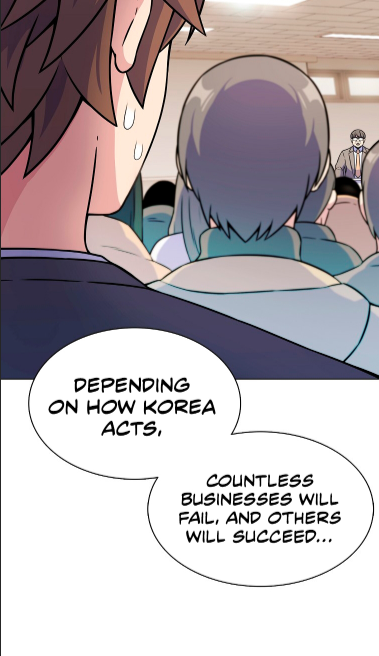 DEPENDING
ON HOW KOREA
ACTS,
COUNTLESS
BUSINESSES WILL
FAIL, AND OTHERS
WILL SUCCEED...